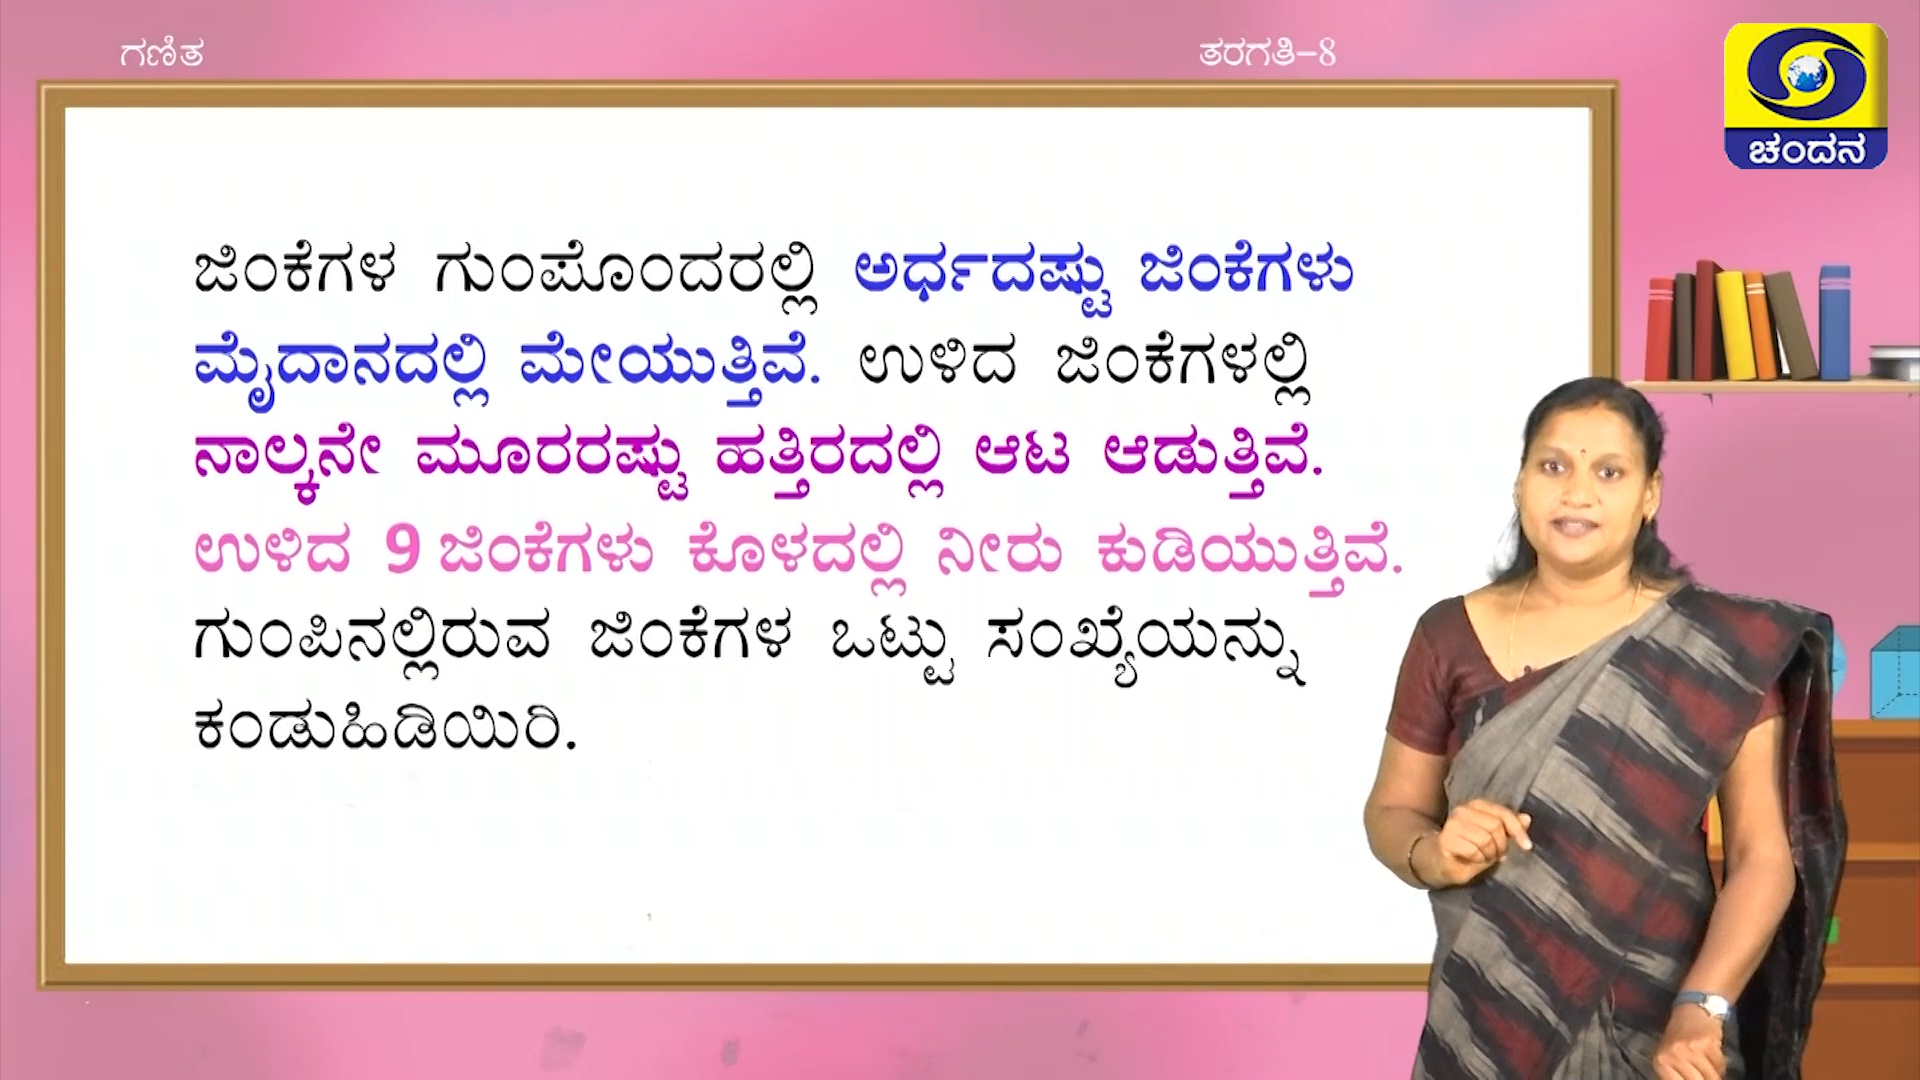 ಗಣಿತ
ತರಗತಿ-8
ಚಂದನ
ಜಿಂಕೆಗಳ ಗುಂಪೊಂದರಲ್ಲಿ ಅರ್ಧದಷ್ಟು ಜಿಂಕೆಗಳು
ಮೈದಾನದಲ್ಲಿ ಮೇಯುತ್ತಿವೆ. ಉಳಿದ ಜಿಂಕೆಗಳಲ್ಲಿ
ನಾಲ್ಕನೇ ಮೂರರಷ್ಟು ಹತ್ತಿರದಲ್ಲಿ ಆಟ ಆಡುತ್ತಿವೆ.
ಉಳಿದ 9 ಜಿಂಕೆಗಳು ಕೊಳದಲ್ಲಿ ನೀರು ಕುಡಿಯುತ್ತಿವೆ.
ಗುಂಪಿನಲ್ಲಿರುವ ಜಿಂಕೆಗಳ ಒಟ್ಟು ಸಂಖ್ಯೆಯನ್ನು
ಕಂಡುಹಿಡಿಯಿರಿ.